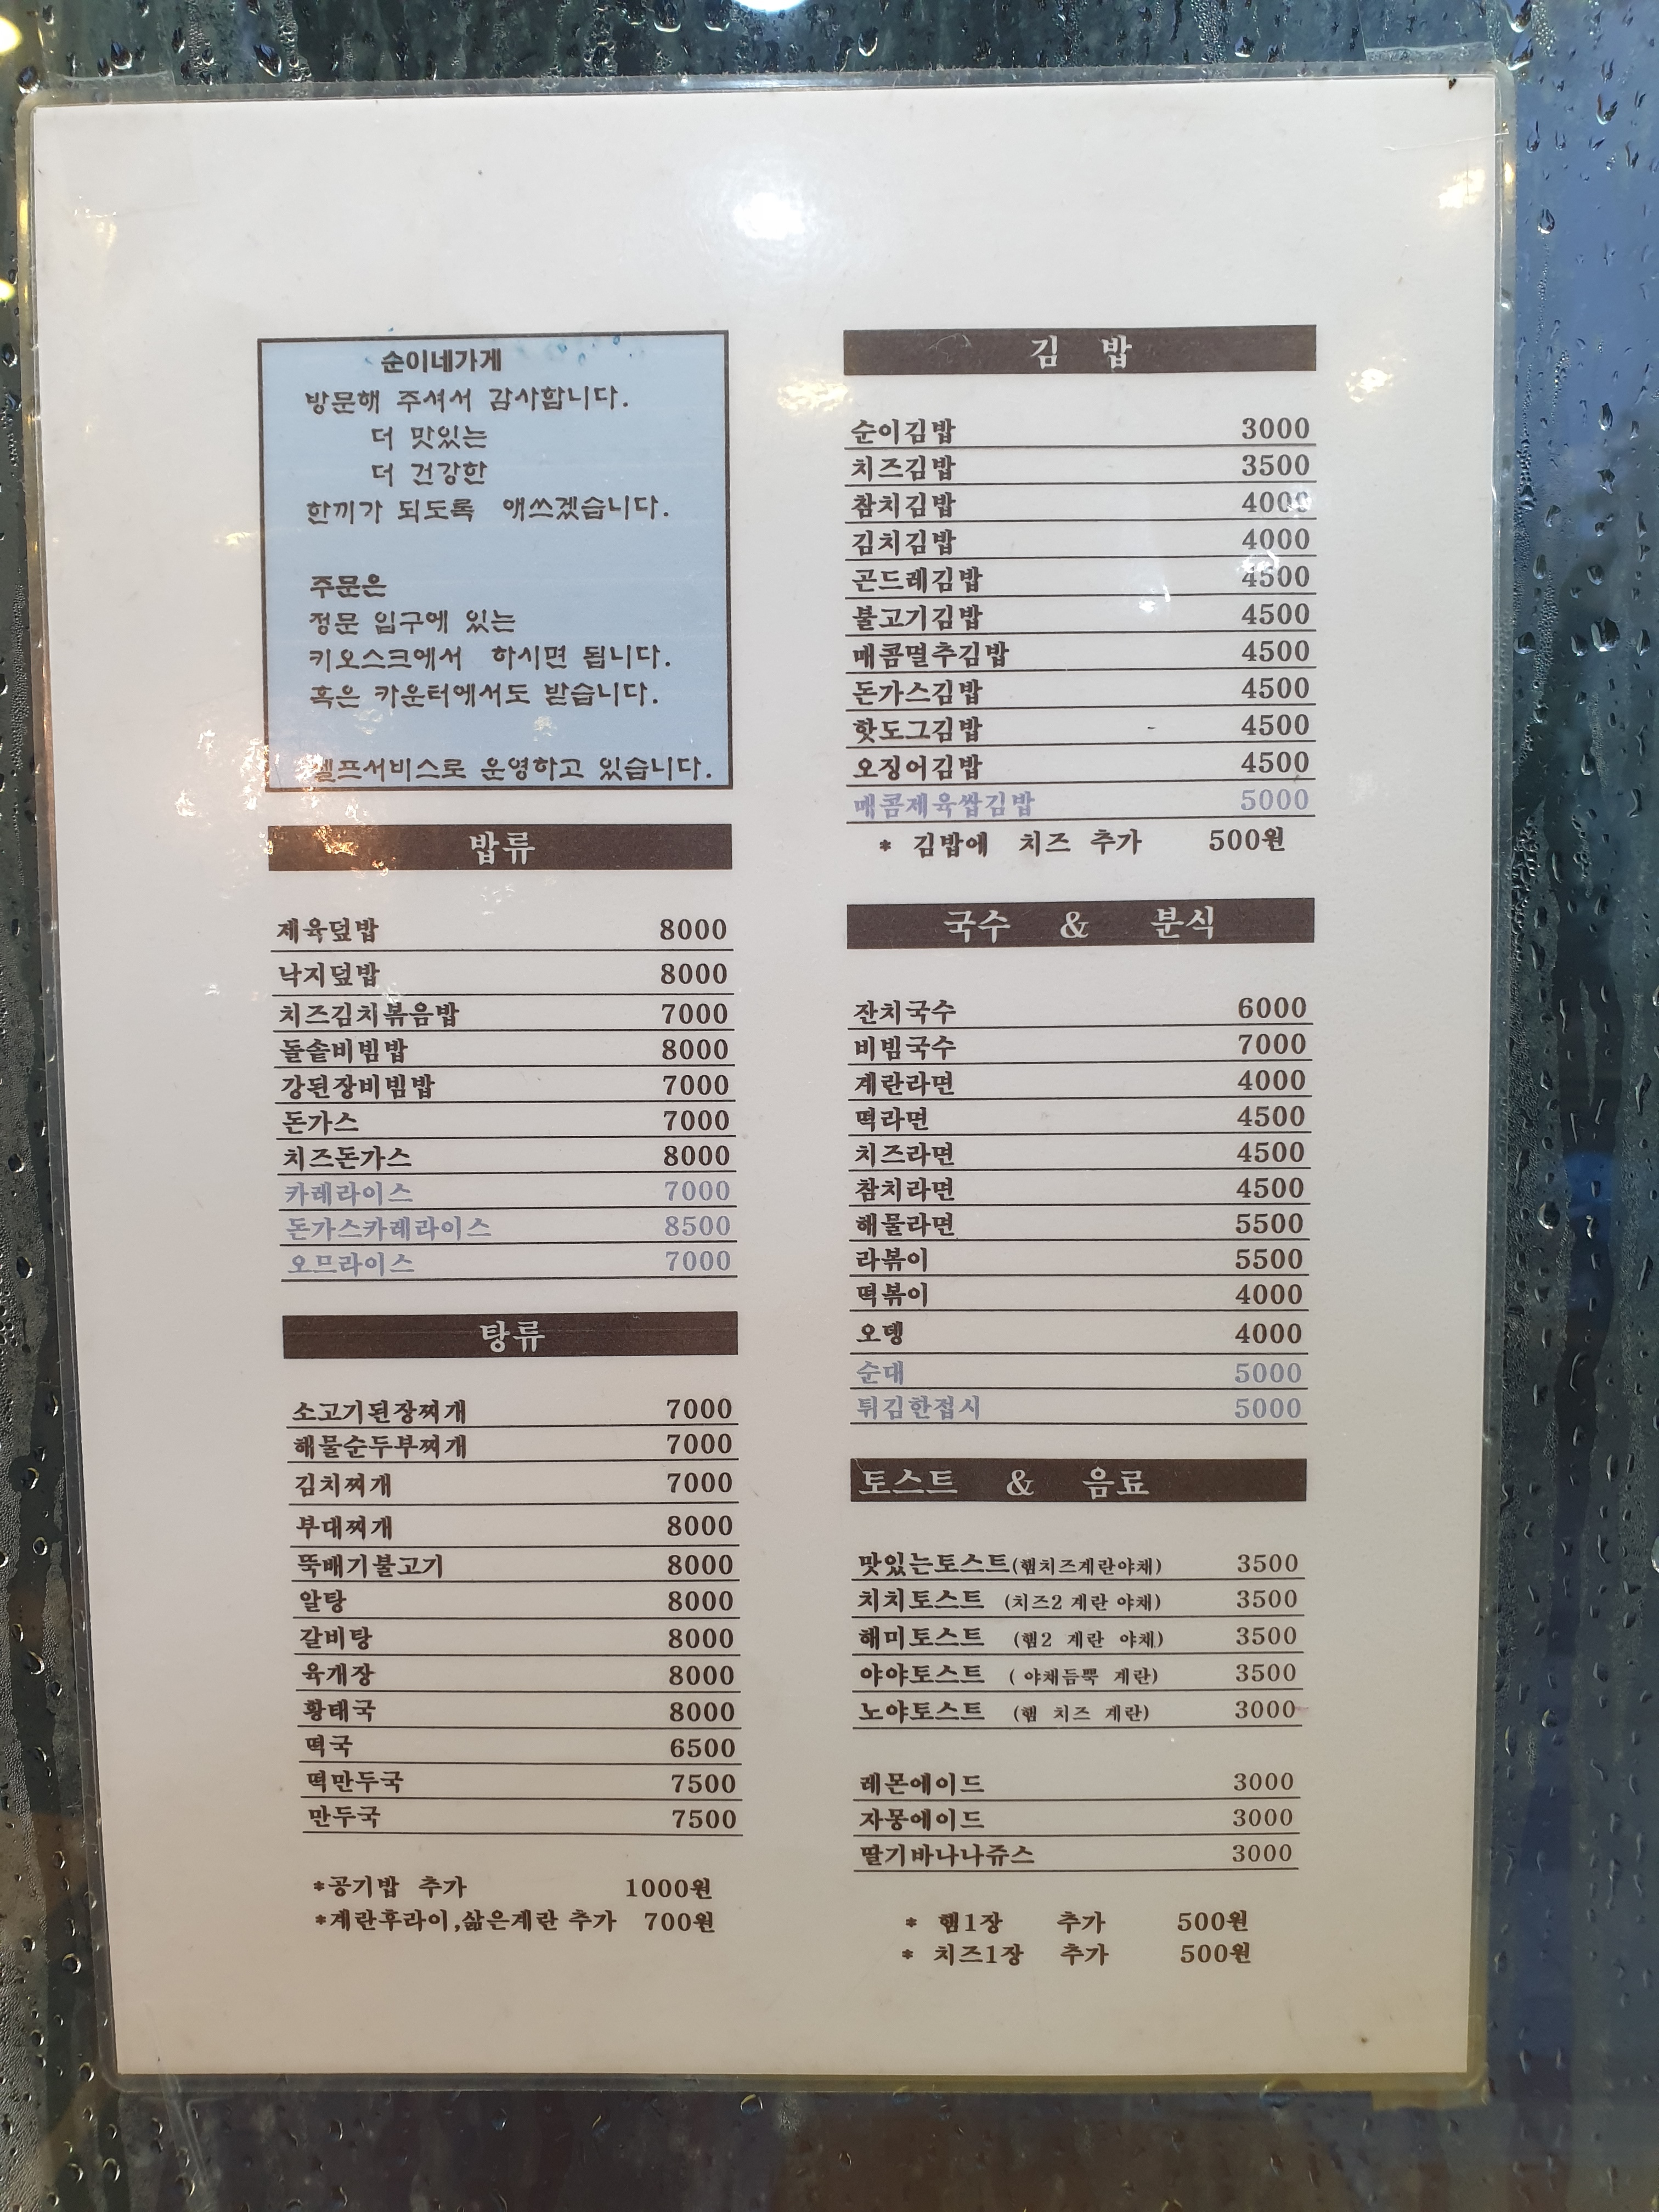 순이네가게
방문해 주셔서 감사합니다.
더 맛있는
더 건강한
한끼가 되도록 애쓰겠습니다.
주문은
정문 입구에 있는
키오스크에서 하시면 됩니다.
혹은 카운터에서도 받습니다.
셀프서비스로 운영하고 있습니다.
밥류
제육덮밥 8000
낙지덮밥 8000
치즈김치볶음밥 7000
돌솥비빔밥 8000
강된장비빔밥 7000
돈가스 7000
치즈돈가스 8000
카레라이스 7000
돈가스카레라이스 8500
오므라이스 7000
탕류
소고기된장찌개 7000
해물순두부찌개 7000
김치찌개 7000
부대찌개 8000
뚝배기불고기 8000
알탕 8000
갈비탕 8000
육개장 8000
황태국 8000
떡국 6500
떡만두국 7500
만두국 7500
*공기밥 추가 1000원
*계란후라이,삶은계란 추가 700원
김 밥
순이김밥 3000
치즈김밥 3500
참치김밥 4000
김치김밥 4000
곤드레김밥 4500
불고기김밥 4500
매콤멸추김밥 4500
돈가스김밥 4500
핫도그김밥 4500
오징어김밥 4500
매콤제육쌈김밥 5000
* 김밥에 치즈 추가 500원
국수 & 분식
잔치국수 6000
비빔국수 7000
계란라면 4000
떡라면 4500
치즈라면 4500
참치라면 4500
해물라면 5500
라볶이 5500
떡볶이 4000
오뎅 4000
순대 5000
튀김한접시 5000
토스트 & 음료
맛있는토스트(햄치즈계란야채) 3500
치치토스트 (치즈2 계란 야채) 3500
해미토스트 (햄2 계란 야채) 3500
야야토스트 ( 야채듬뿍 계란) 3500
노야토스트 (햄 치즈 계란) 3000
레몬에이드 3000
자몽에이드 3000
딸기바나나쥬스 3000
* 햄1장 추가 500원
* 치즈1장 추가 500원